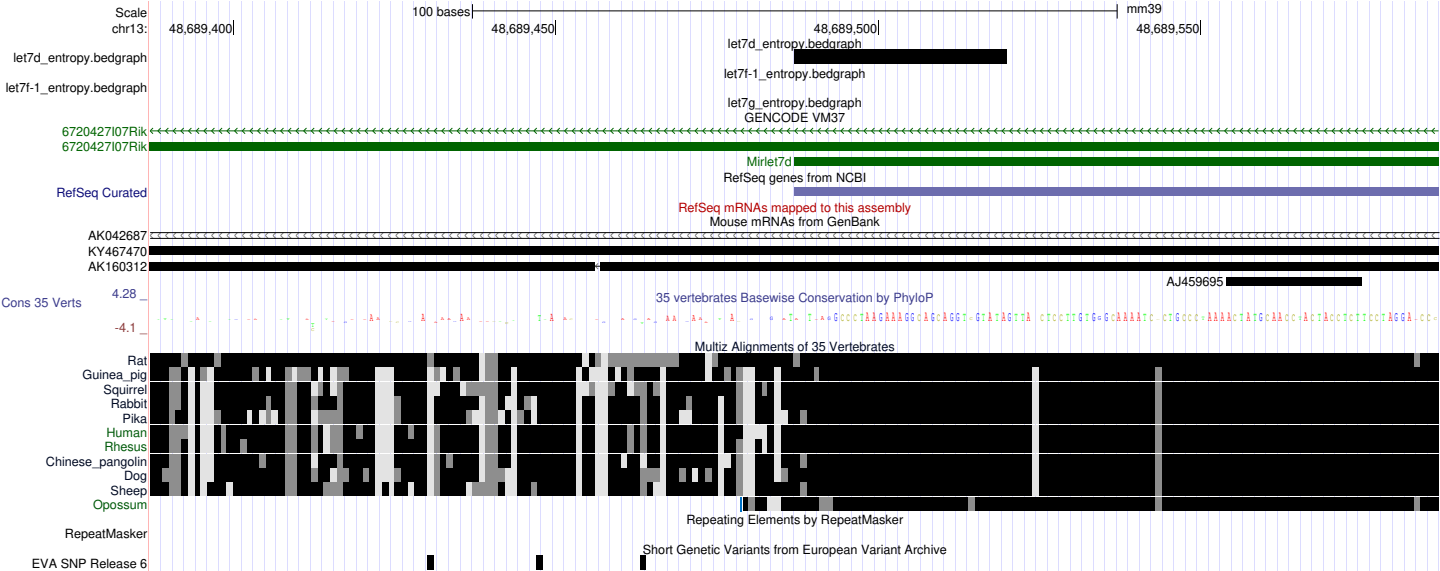 Scale 100 bases mm39
chr13: 48,689,400 48,689,450 48,689,500 48,689,550
let7d_entropy.bedgraph
let7d_entropy.bedgraph
let7f-1_entropy.bedgraph
let7f-1_entropy.bedgraph
let7g_entropy.bedgraph
GENCODE VM37
6720427I07Rik
6720427I07Rik
Mirlet7d
RefSeq genes from NCBI
RefSeq Curated
RefSeq mRNAs mapped to this assembly
Mouse mRNAs from GenBank
AK042687
KY467470
AK160312
AJ459695
4.28 _
35 vertebrates Basewise Conservation by PhyloP
Cons 35 Verts
-4.1 _
Multiz Alignments of 35 Vertebrates
Rat
Guinea_pig
Squirrel
Rabbit
Pika
Human
Rhesus
Chinese_pangolin
Dog
Sheep
Opossum
Repeating Elements by RepeatMasker
RepeatMasker
Short Genetic Variants from European Variant Archive
EVA SNP Release 6